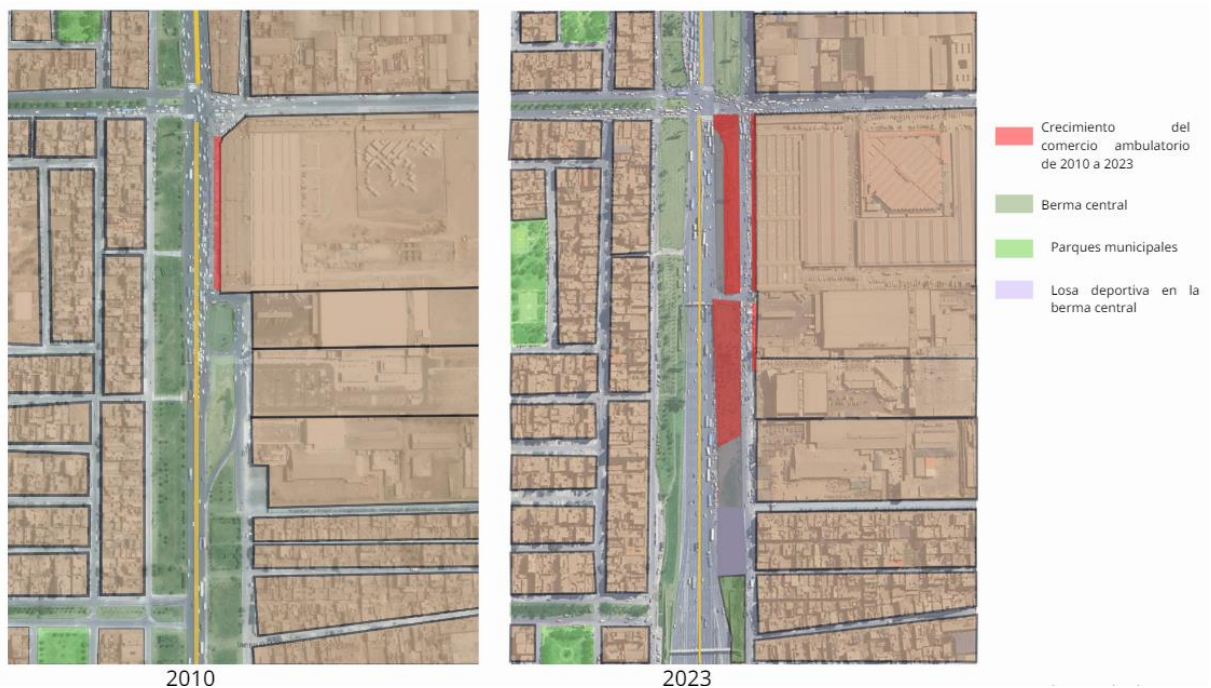 Crecimiento del
comercio ambulatorio
de 2010 a 2023
Berma central
Parques municipales
Losa deportiva en la
berma central
2010
2023